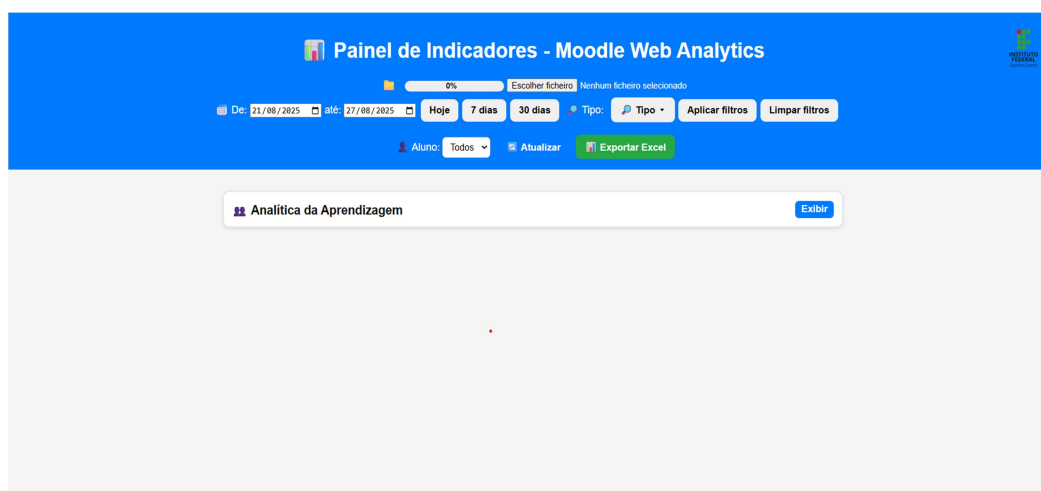 Painel de Indicadores - Moodle Web Analytics
INSTITUTO
FEDERAL
Espírito Santo
0% Escolher ficheiro Nenhum ficheiro selecionado
De: 21/08/2025 até: 27/08/2025 Hoje 7 dias 30 dias Tipo: Tipo Aplicar filtros Limpar filtros
Aluno: Todos Atualizar Exportar Excel
Analítica da Aprendizagem Exibir